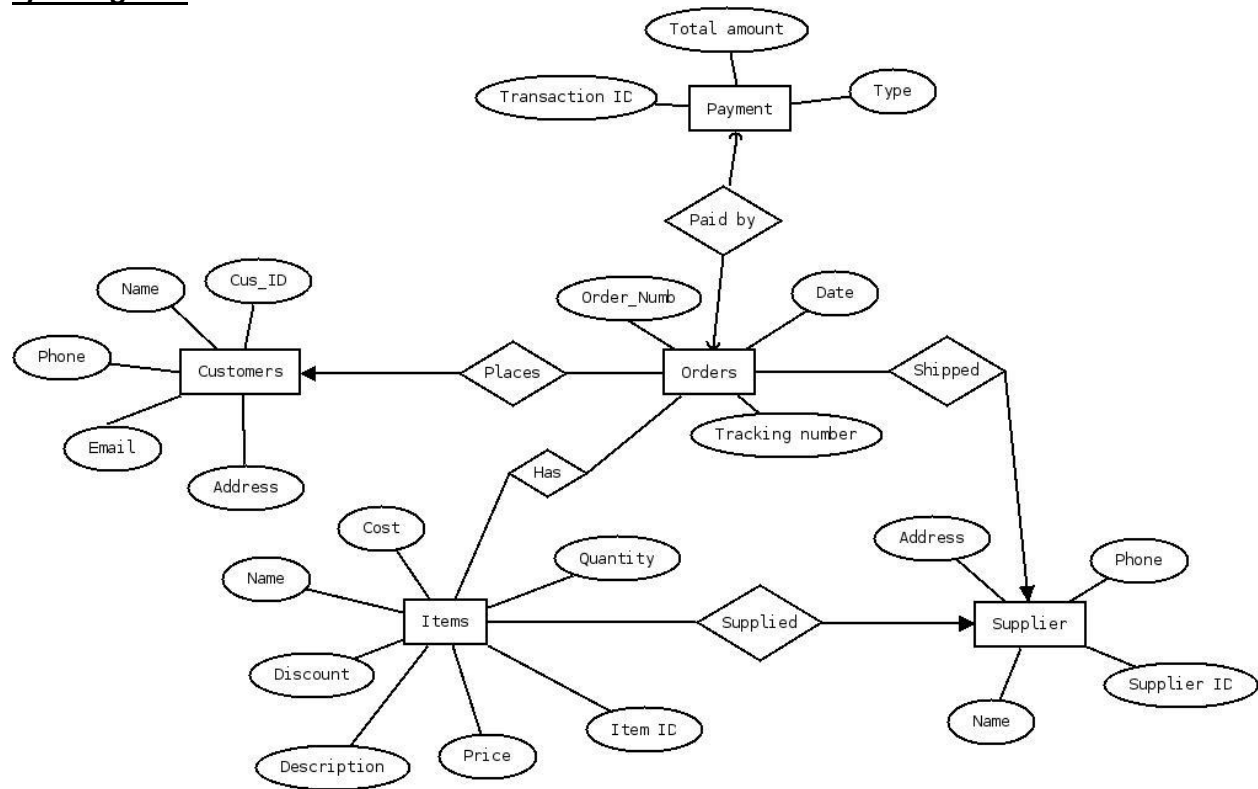 Total amount
Transaction ID
Payment
Type
Paid by
Name
Cus_ID
Order_Numb
Date
Phone
Customers
Places
Orders
Shipped
Email
Tracking number
Address
Has
Cost
Address
Name
Quantity
Phone
Items
Supplied
Supplier
Discount
Supplier ID
Item ID
Name
Description
Price